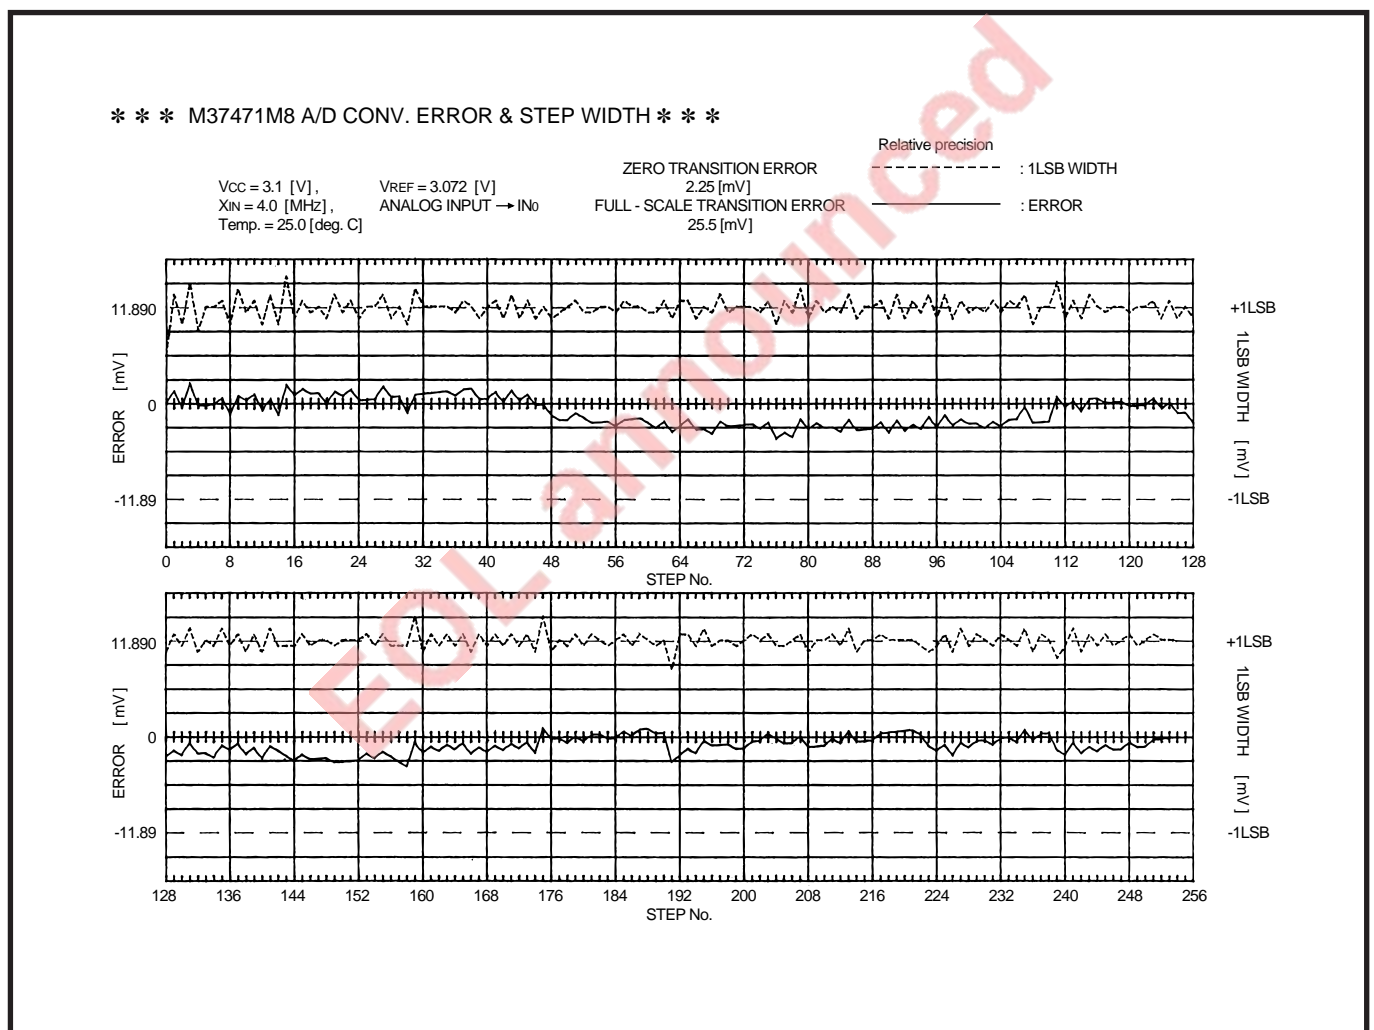 ✻ ✻ ✻ M37471M8 A/D CONV. ERROR & STEP WIDTH ✻ ✻ ✻
Relative precision
ZERO TRANSITION ERROR
: 1LSB WIDTH
VCC = 3.1 [V] ,
VREF = 3.072 [V]
2.25 [mV]
XIN = 4.0 [MHz] ,
ANALOG INPUT → IN0
FULL - SCALE TRANSITION ERROR
: ERROR
Temp. = 25.0 [deg. C]
25.5 [mV]
11.890
+1LSB
ERROR [mV]
1LSB WIDTH [mV]
0
-11.89
-1LSB
0 8 16 24 32 40 48 56 64 72 80 88 96 104 112 120 128
STEP No.
11.890
+1LSB
ERROR [mV]
1LSB WIDTH [mV]
0
-11.89
-1LSB
128 136 144 152 160 168 176 184 192 200 208 216 224 232 240 248 256
STEP No.
EOL announced